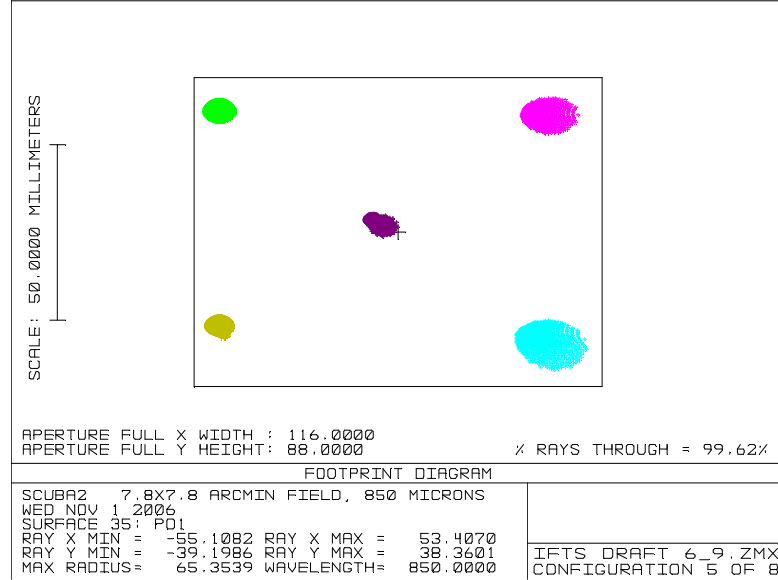 SCALE: 50.0000 MILLIMETERS
APERTURE FULL X WIDTH : 116.0000
APERTURE FULL Y HEIGHT: 88.0000 % RAYS THROUGH = 99.62%
FOOTPRINT DIAGRAM
SCUBA2 7.8X7.8 ARCMIN FIELD, 850 MICRONS
WED NOV 1 2006
SURFACE 35: PD1
RAY X MIN = -55.1082 RAY X MAX = 53.4070
RAY Y MIN = -39.1986 RAY Y MAX = 38.3601
MAX RADIUS= 65.3539 WAVELENGTH= 850.0000
IFTS DRAFT 6_9.ZMX
CONFIGURATION 5 OF 8